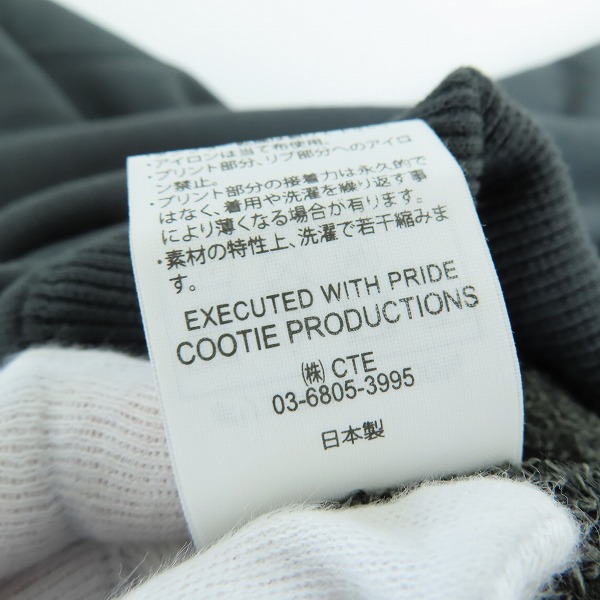 ・アイロンは当て布使用。
・プリント部分、リブ部分へのアイロ
ン禁止。
・プリント部分の接着力は永久的で
はなく、着用や洗濯を繰り返す事
により薄くなる場合が有ります。
・素材の特性上、洗濯で若干縮みま
す。
EXECUTED WITH PRIDE
COOTIE PRODUCTIONS
㈱ CTE
03-6805-3995
日本製